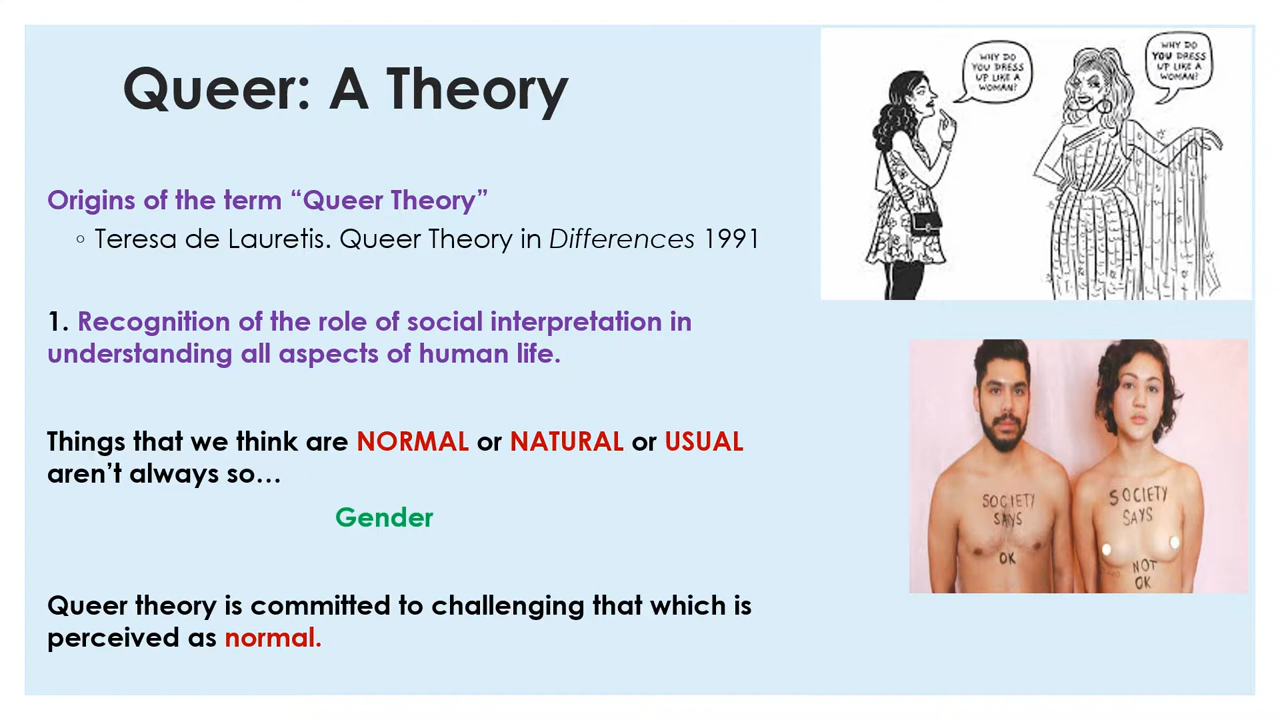 Queer: A Theory
Origins of the term “Queer Theory”
◦ Teresa de Lauretis. Queer Theory in Differences 1991
1. Recognition of the role of social interpretation in
understanding all aspects of human life.
Things that we think are NORMAL or NATURAL or USUAL
aren’t always so…
Gender
Queer theory is committed to challenging that which is
perceived as normal.
WHY DO
YOU DRESS
UP LIKE A
WOMAN?
WHY DO
YOU DRESS
UP LIKE A
WOMAN?
SOCIETY
SAYS
OK
SOCIETY
SAYS
NOT
OK